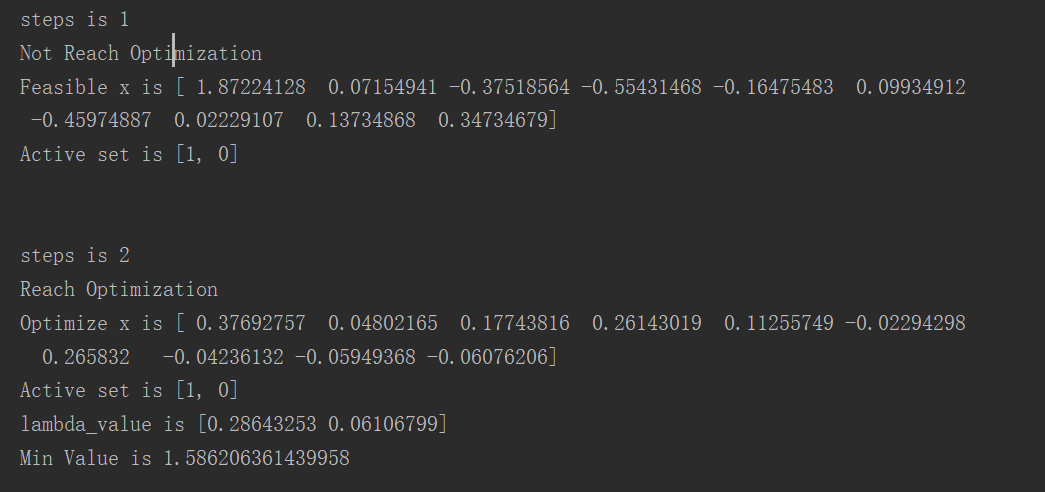 steps is 1
Not Reach Optimization
Feasible x is [ 1.87224128  0.07154941 -0.37518564 -0.55431468 -0.16475483  0.09934912
 -0.45974887  0.02229107  0.13734868  0.34734679]
Active set is [1, 0]
steps is 2
Reach Optimization
Optimize x is [ 0.37692757  0.04802165  0.17743816  0.26143019  0.11255749 -0.02294298
  0.265832   -0.04236132 -0.05949368 -0.06076206]
Active set is [1, 0]
lambda_value is [0.28643253 0.06106799]
Min Value is 1.586206361439958